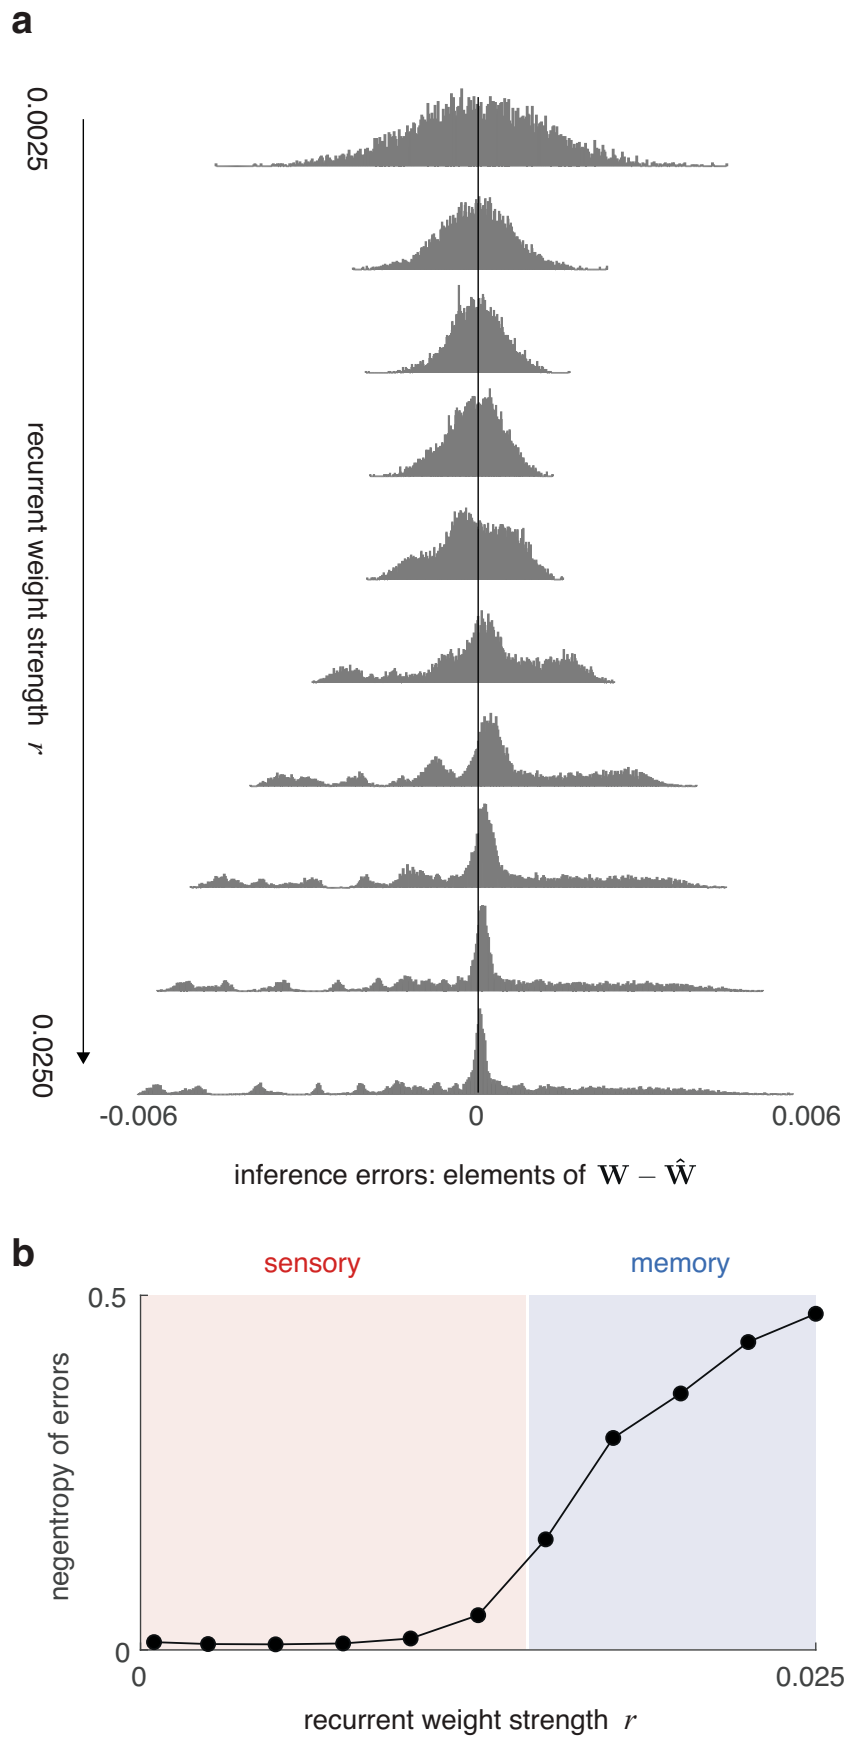 a
0.0025
recurrent weight strength r
0.0250
-0.006 0 0.006
inference errors: elements of W − Ŵ
b
sensory memory
0.5
negentropy of errors
0
0 0.025
recurrent weight strength r